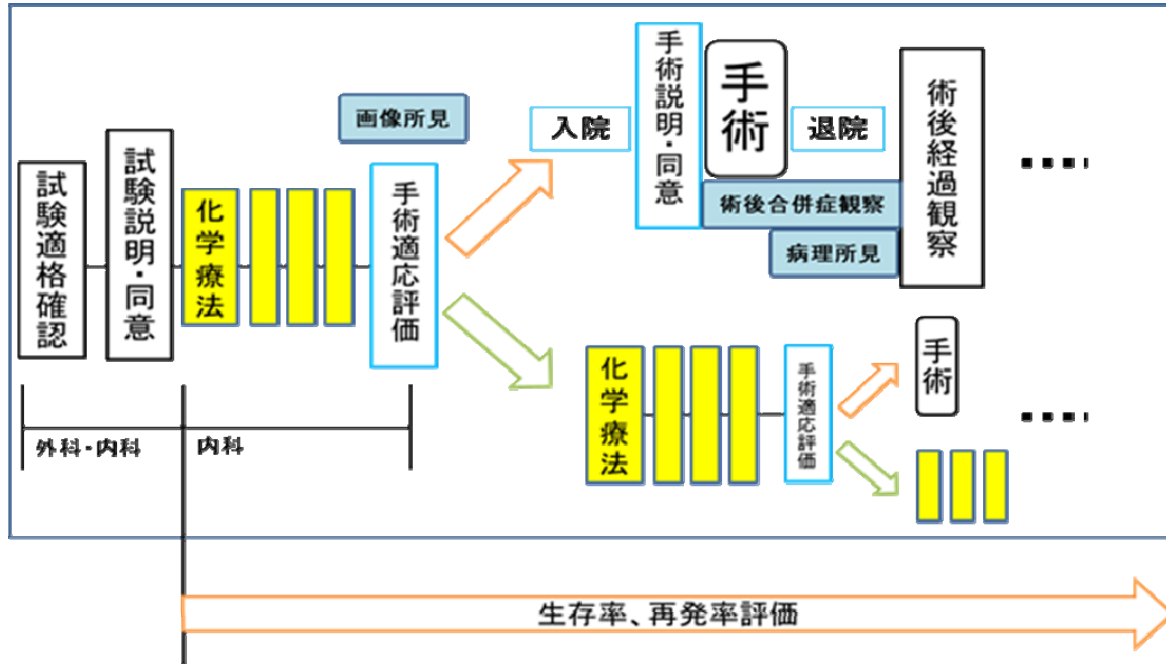 試験適格確認
試験説明・同意
化学療法
画像所見
手術適応評価
入院
手術説明・同意
手術
退院
術後合併症観察
病理所見
術後経過観察
化学療法
手術適応評価
手術
外科・内科
内科
生存率、再発率評価